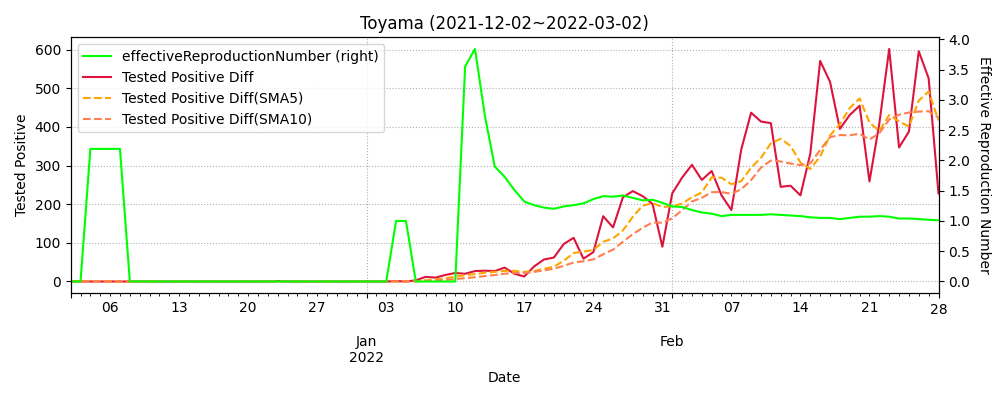 Toyama (2021-12-02~2022-03-02)
effectiveReproductionNumber (right)
Tested Positive Diff
Tested Positive Diff(SMA5)
Tested Positive Diff(SMA10)
Tested Positive
600
500
400
300
200
100
0
4.0
3.5
3.0
2.5
2.0
1.5
1.0
0.5
0.0
Effective Reproduction Number
06 13 20 27 03 10 17 24 31 07 14 21 28
Jan Feb
2022
Date